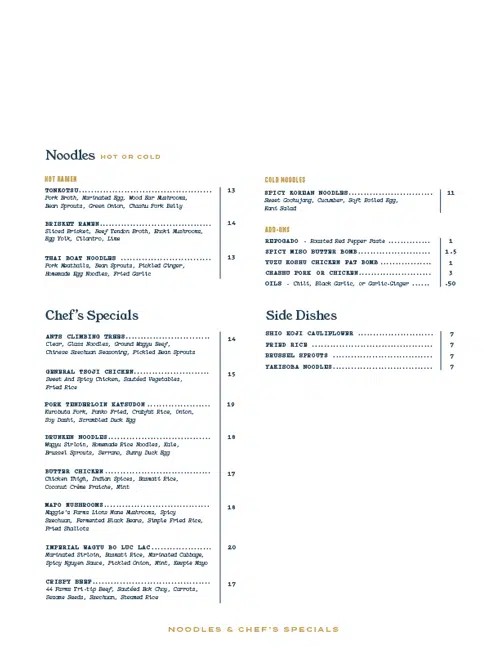 Noodles HOT OR COLD
HOT RAMEN
TONKOTSU 13
Pork Broth, Marinated Egg, Wood Ear Mushrooms,
Bean Sprouts, Green Onion, Chashu Pork Belly
BRISKET RAMEN 14
Sliced Brisket, Beef Tendon Broth, Enoki Mushrooms,
Egg Yolk, Cilantro, Lime
THAI BOAT NOODLES 13
Pork Meatballs, Bean Sprouts, Pickled Ginger,
Homemade Egg Noodles, Fried Garlic
COLD NOODLES
SPICY KOREAN NOODLES 11
Sweet Gochujang, Cucumber, Soft Boiled Egg,
Kani Salad
ADD-ONS
REFOGADO - Roasted Red Pepper Paste 1
SPICY MISO BUTTER BOMB 1.5
YUZU KOSHU CHICKEN FAT BOMB 1
CHASHU PORK OR CHICKEN 3
OILS - Chili, Black Garlic, or Garlic-Ginger .50
Chef's Specials
ANTS CLIMBING TREES 14
Clear, Glass Noodles, Ground Wagyu Beef,
Chinese Szechuan Seasoning, Pickled Bean Sprouts
GENERAL TSOJI CHICKEN 15
Sweet And Spicy Chicken, Sautéed Vegetables,
Fried Rice
PORK TENDERLOIN KATSUDON 19
Kurobuta Pork, Panko Fried, Crabfat Rice, Onion,
Soy Dashi, Scrambled Duck Egg
DRUNKEN NOODLES 18
Wagyu Sirloin, Homemade Rice Noodles, Kale,
Brussel Sprouts, Serrano, Sunny Duck Egg
BUTTER CHICKEN 17
Chicken Thigh, Indian Spices, Basmati Rice,
Coconut Crème Fraiche, Mint
MAPO MUSHROOMS 18
Maggie's Farms Lions Mane Mushrooms, Spicy
Szechuan, Fermented Black Beans, Simple Fried Rice,
Fried Shallots
IMPERIAL WAGYU BO LUC LAC 20
Marinated Sirloin, Basmati Rice, Marinated Cabbage,
Spicy Nguyen Sauce, Pickled Onion, Mint, Kewpie Mayo
CRISPY BEEF 17
44 Farms Tri-tip Beef, Sautéed Bok Choy, Carrots,
Sesame Seeds, Szechuan, Steamed Rice
Side Dishes
SHIO KOJI CAULIFLOWER 7
FRIED RICE 7
BRUSSEL SPROUTS 7
YAKISOBA NOODLES 7
NOODLES & CHEF'S SPECIALS